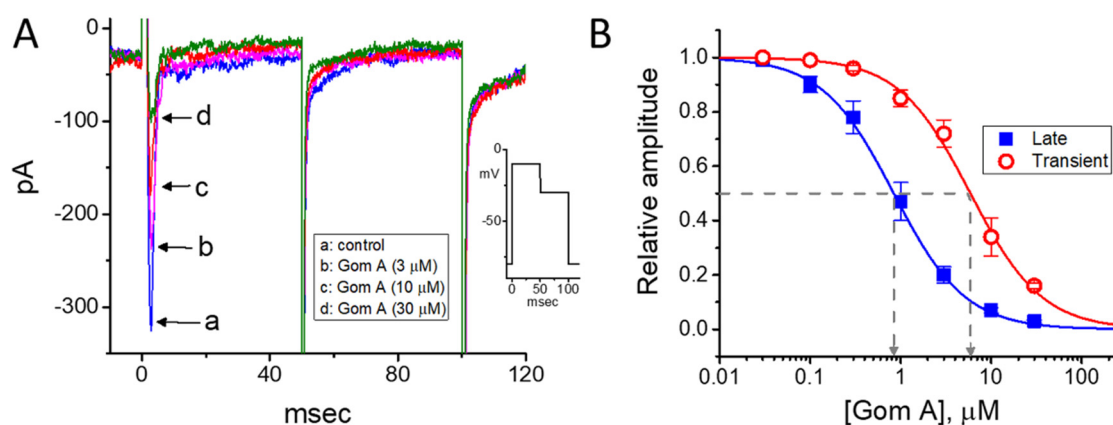 A
0
-100
-200
-300
pA
0
40
80
120
msec
a
b
c
d
a: control
b: Gom A (3 μM)
c: Gom A (10 μM)
d: Gom A (30 μM)
0
mV
-50
0
50
100
msec
B
1.0
0.8
0.6
0.4
0.2
0.0
Relative amplitude
Late
Transient
0.01
0.1
1
10
100
[Gom A], μM